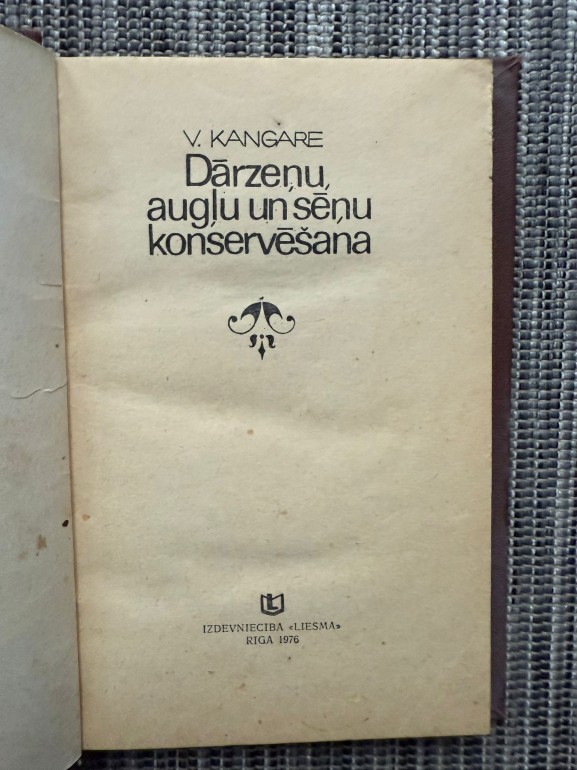 V. KANGARE
Dārzeņu,
augļu un sēņu
konservēšana
L
IZDEVNIECĪBA «LIESMA»
RĪGA 1976